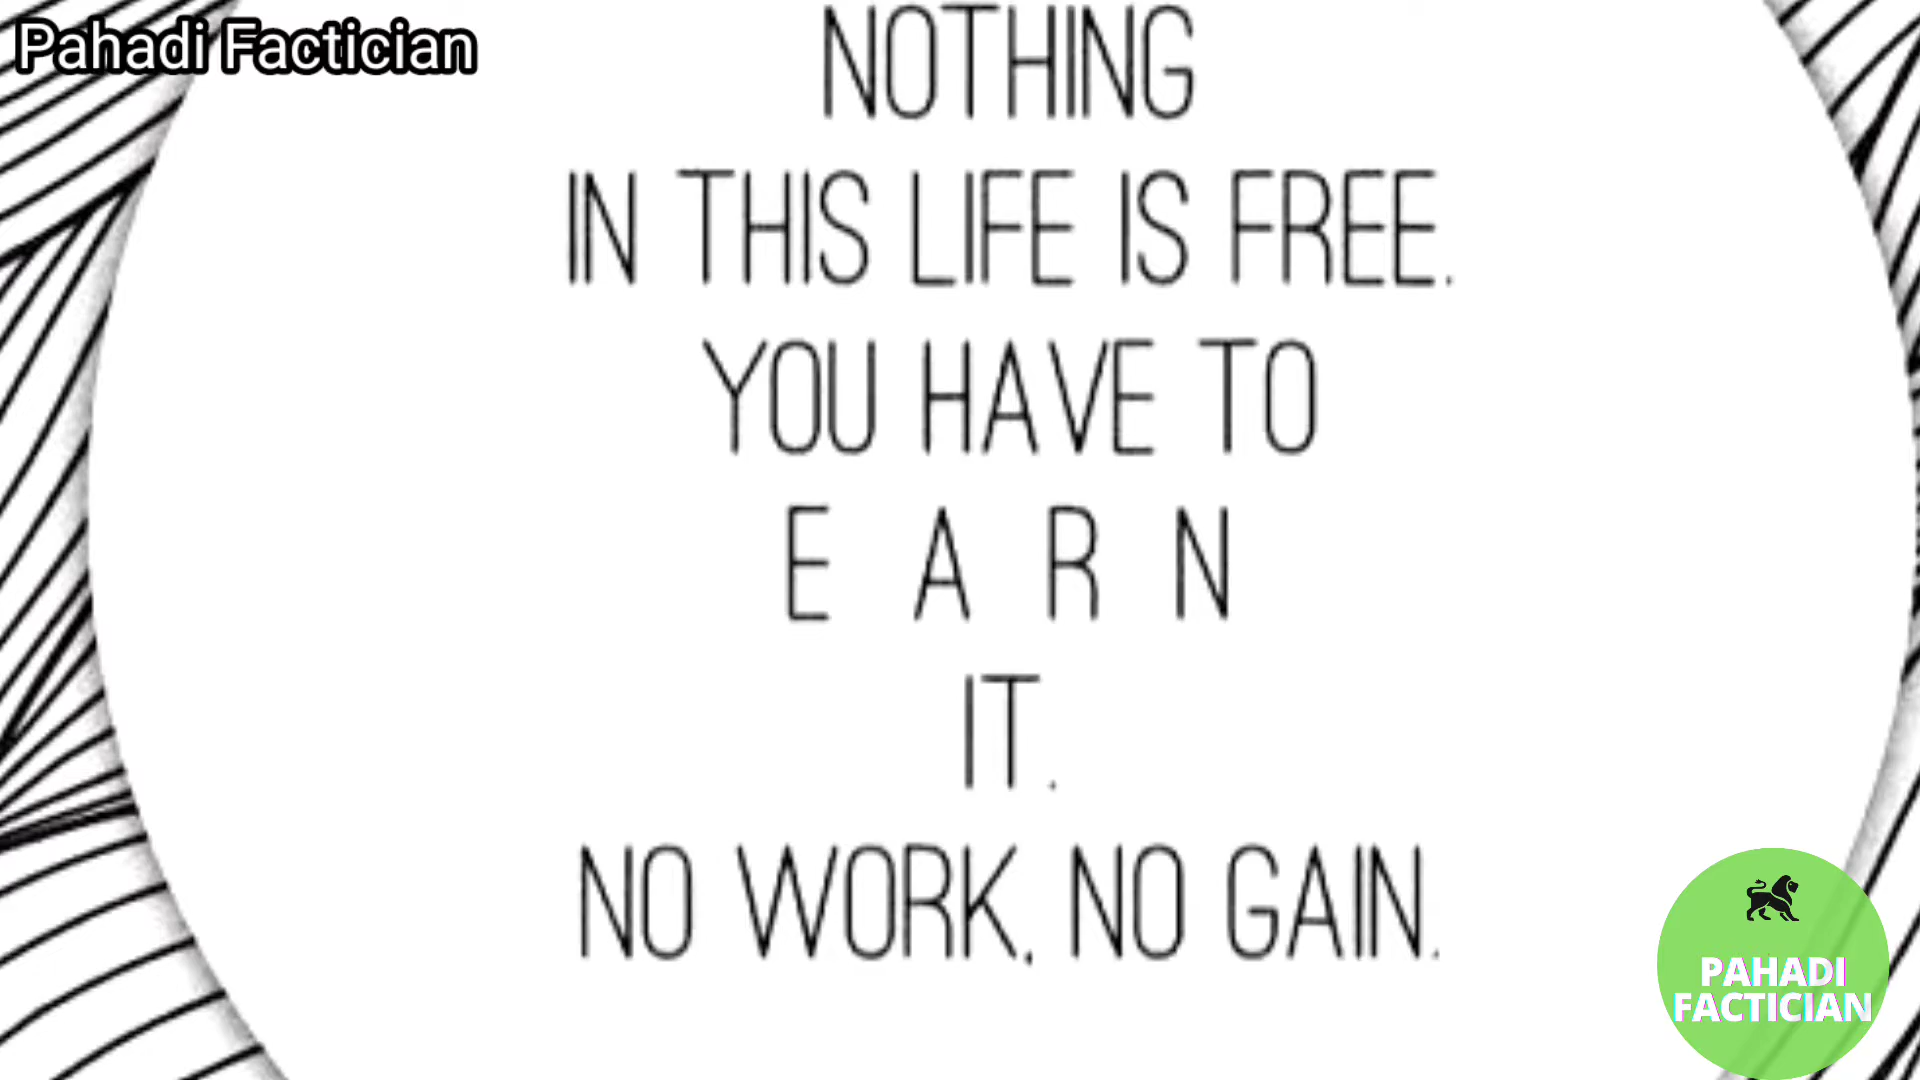 Pahadi Factician
NOTHING
IN THIS LIFE IS FREE.
YOU HAVE TO
E A R N
IT.
NO WORK, NO GAIN.
PAHADI
FACTICIAN